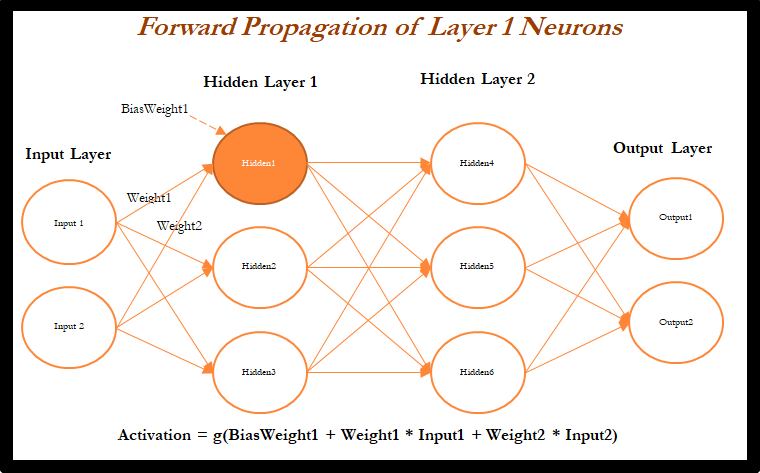 Forward Propagation of Layer 1 Neurons
Hidden Layer 1
Hidden Layer 2
BiasWeight1
Input Layer
Output Layer
Hidden1
Hidden4
Weight1
Input 1
Weight2
Output1
Hidden2
Hidden5
Input 2
Output2
Hidden3
Hidden6
Activation = g(BiasWeight1 + Weight1 * Input1 + Weight2 * Input2)